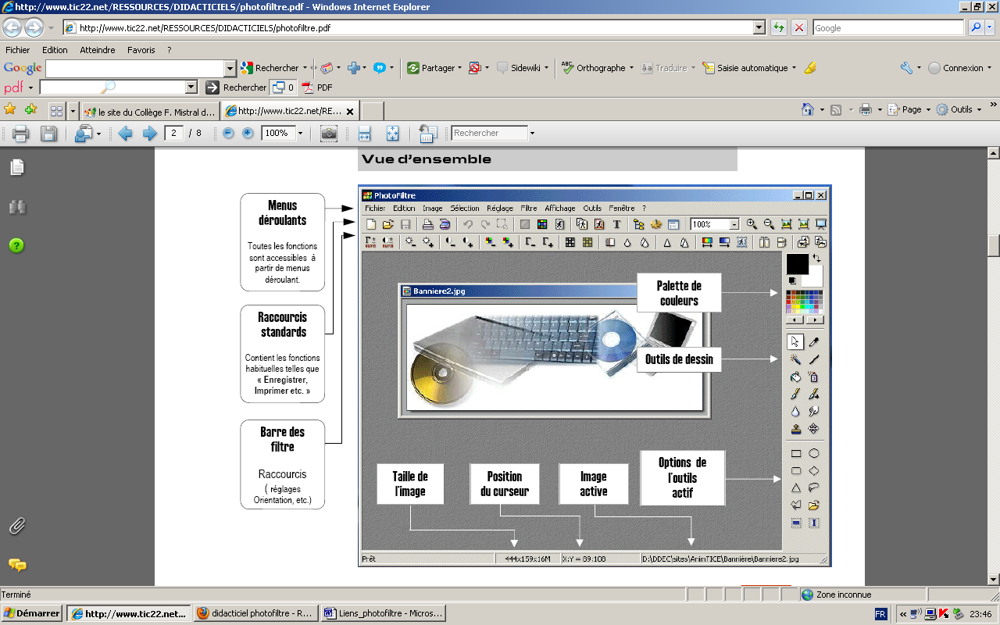 http://www.tic22.net/RESSOURCES/DIDACTICIELS/photofiltre.pdf - Windows Internet Explorer
http://www.tic22.net/RESSOURCES/DIDACTICIELS/photofiltre.pdf
Google
Fichier Edition Atteindre Favoris ?
Google Rechercher Partager Sidewiki Orthographe Traduire Saisie automatique Connexion
pdf Rechercher 0 PDF
le site du Collège F. Mistral d... http://www.tic22.net/RE... Page Outils
2 / 8 100% Rechercher
Vue d'ensemble
Menus
déroulants
Toutes les fonctions
sont accessibles à
partir de menus
déroulant.
Raccourcis
standards
Contient les fonctions
habituelles telles que
« Enregistrer,
Imprimer etc. »
Barre des
filtre
Raccourcis
( réglages
Orientation, etc.)
PhotoFiltre
Fichier Edition Image Sélection Réglage Filtre Affichage Outils Fenêtre ?
100%
Banniere2.jpg
Palette de
couleurs
Outils de dessin
Options de
l'outils
actif
Taille de
l'image
Position
du curseur
Image
active
Prêt 444x159x16M X:Y = 89:108 D:\DDEC\sites\AnimTICE\Bannière\Banniere2.jpg
Terminé Zone inconnue
Démarrer http://www.tic22.net... didacticiel photofiltre - R... Liens_photofiltre - Micros... FR 23:46